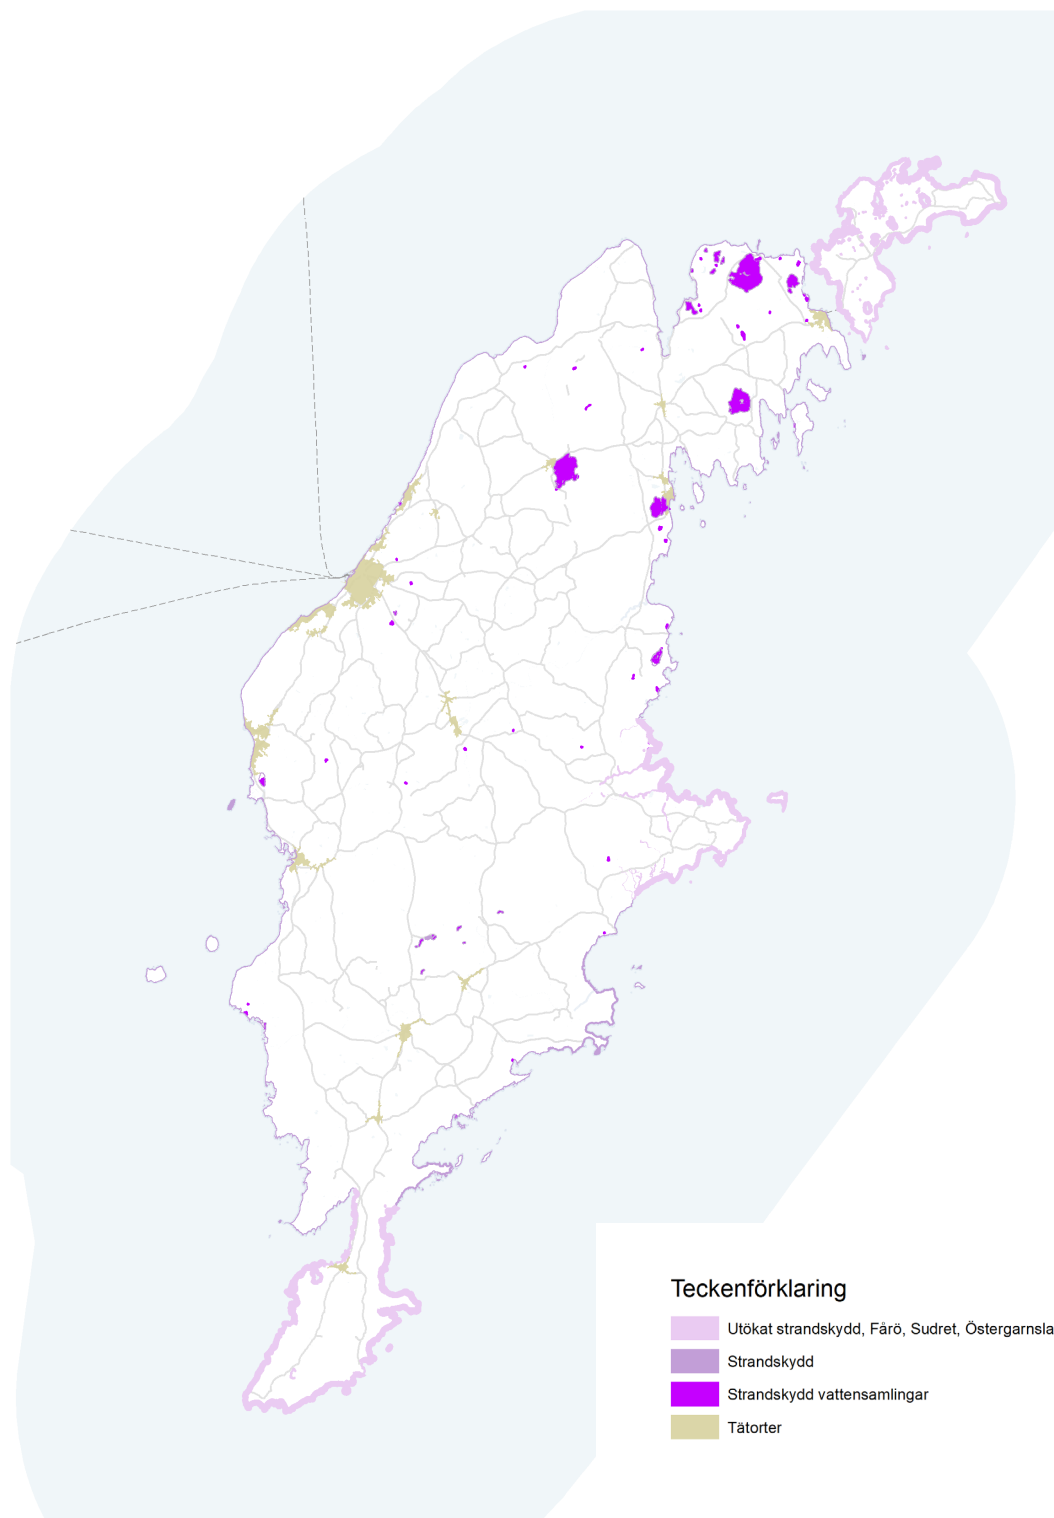 Teckenförklaring
Utökat strandskydd, Fårö, Sudret, Östergarnsla
Strandskydd
Strandskydd vattensamlingar
Tätorter